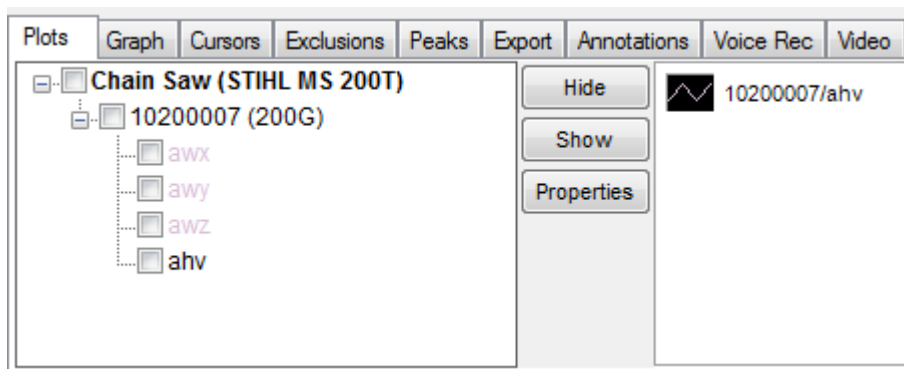 Plots Graph Cursors Exclusions Peaks Export Annotations Voice Rec Video
Chain Saw (STIHL MS 200T)
10200007 (200G)
awx
awy
awz
ahv
Hide
Show
Properties
10200007/ahv